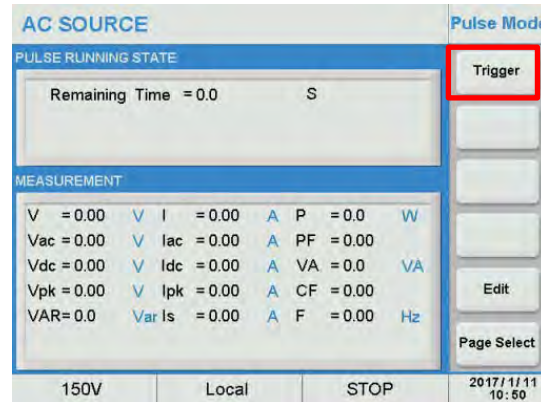 AC SOURCE
Pulse Mod
PULSE RUNNING STATE
Remaining Time = 0.0 S
Trigger
MEASUREMENT
V = 0.00 V I = 0.00 A P = 0.0 W
Vac = 0.00 V Iac = 0.00 A PF = 0.00
Vdc = 0.00 V Idc = 0.00 A VA = 0.0 VA
Vpk = 0.00 V Ipk = 0.00 A CF = 0.00
VAR= 0.0 Var Is = 0.00 A F = 0.00 Hz
Edit
Page Select
150V Local STOP 2017/1/11
10:50